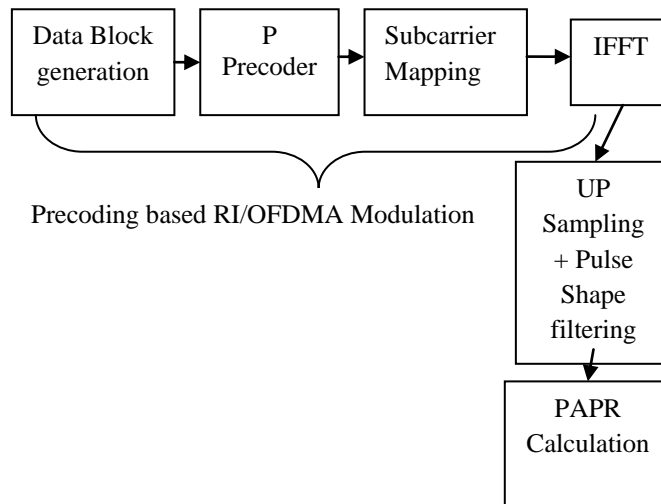 Data Block
generation
P
Precoder
Subcarrier
Mapping
IFFT
Precoding based RI/OFDMA Modulation
UP
Sampling
+ Pulse
Shape
filtering
PAPR
Calculation